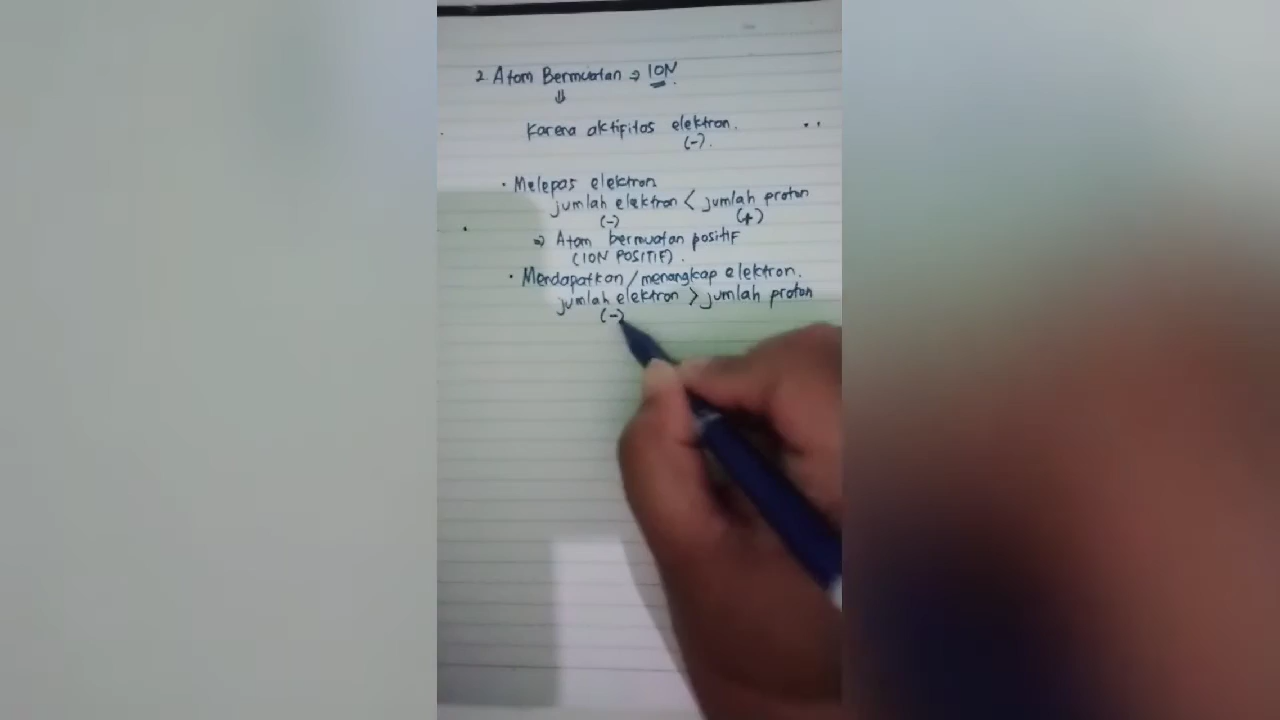 2. Atom Bermuatan ⇒ ION.
⇓
Karena aktifitas elektron.
(-).
• Melepas elektron
jumlah elektron < jumlah proton
(-) (+)
⇒ Atom bermuatan positif
(ION POSITIF).
• Mendapatkan/menangkap elektron.
jumlah elektron > jumlah proton
(-)